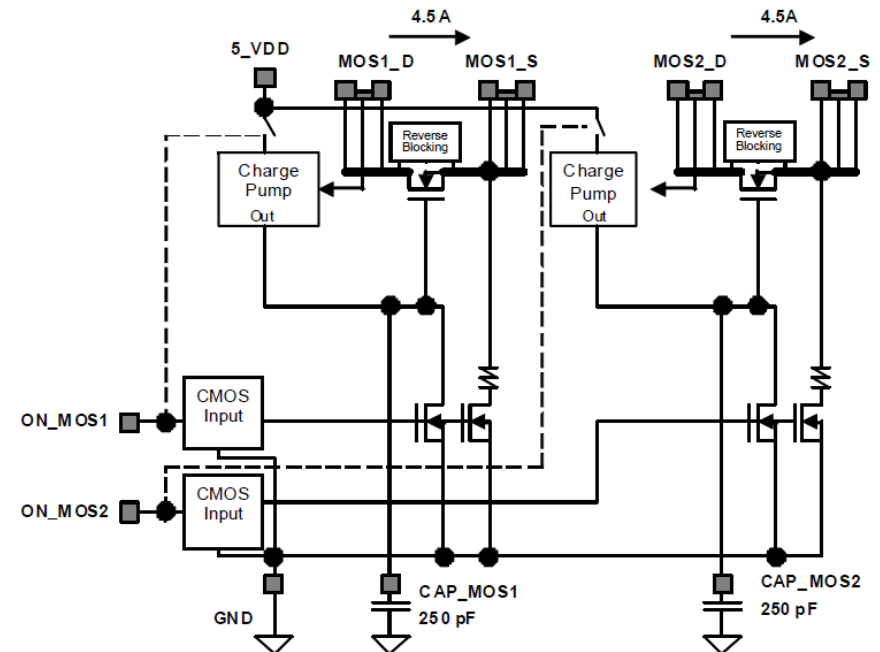 4.5A
4.5A
5_VDD
MOS1_D
MOS1_S
MOS2_D
MOS2_S
Reverse
Blocking
Reverse
Blocking
Charge
Pump
Out
Charge
Pump
Out
CMOS
Input
ON_MOS1
CMOS
Input
ON_MOS2
GND
CAP_MOS1
250 pF
CAP_MOS2
250 pF